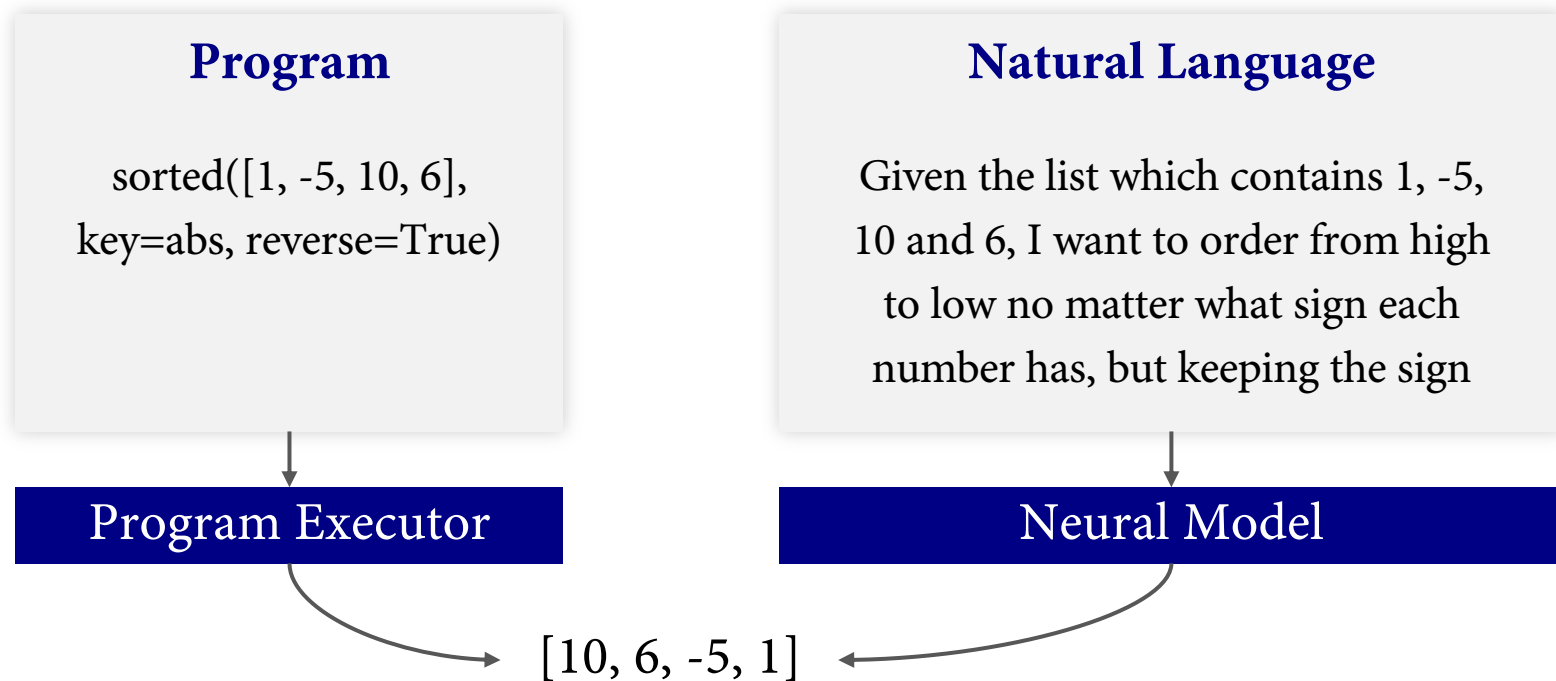 Program
sorted([1, -5, 10, 6],
key=abs, reverse=True)
Program Executor
Natural Language
Given the list which contains 1, -5,
10 and 6, I want to order from high
to low no matter what sign each
number has, but keeping the sign
Neural Model
[10, 6, -5, 1]